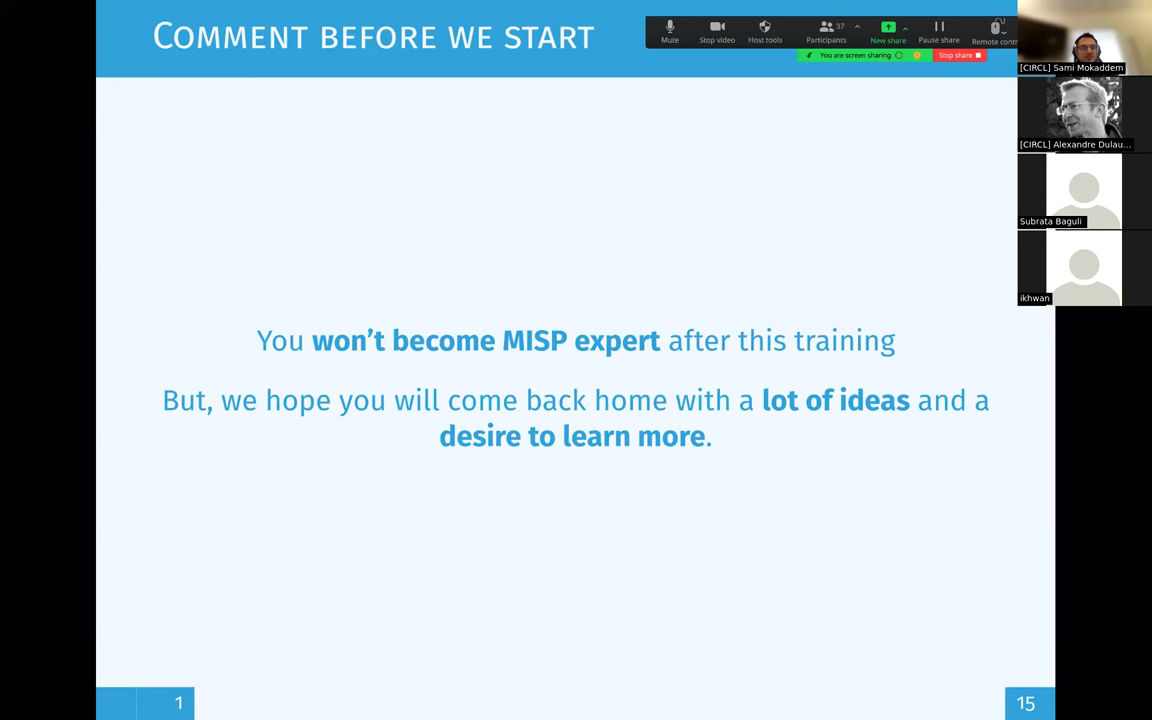 COMMENT BEFORE WE START
Mute
Stop video
Host tools
Participants
37
New share
Pause share
Remote contr
You are screen sharing
Stop share
[CIRCL] Sami Mokaddem
[CIRCL] Alexandre Dulau...
Subrata Baguli
ikhwan
You won't become MISP expert after this training
But, we hope you will come back home with a lot of ideas and a
desire to learn more.
1
15